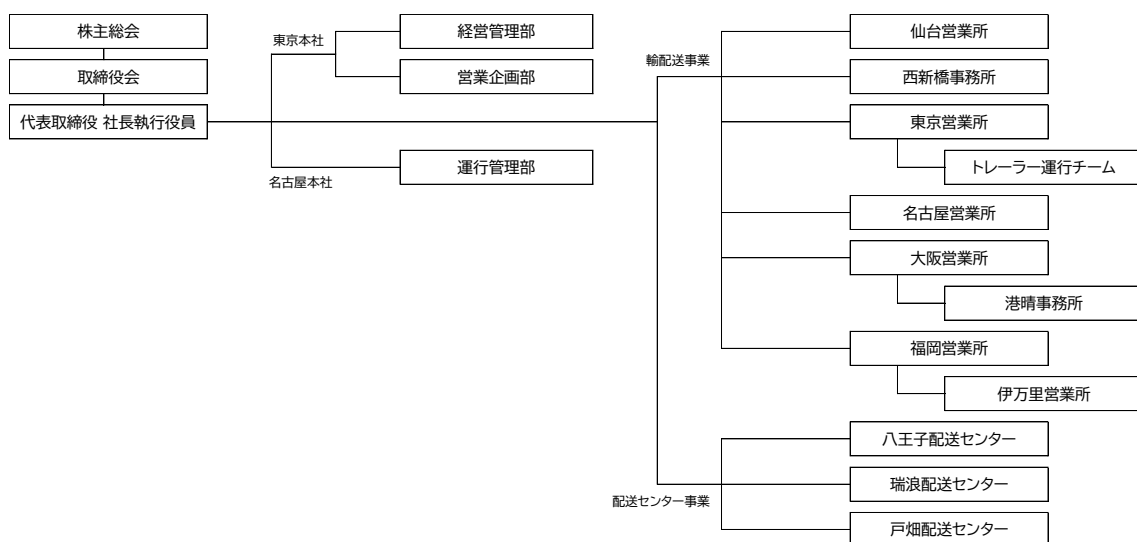 株主総会
取締役会
代表取締役 社長執行役員
東京本社
経営管理部
営業企画部
名古屋本社
運行管理部
輸配送事業
仙台営業所
西新橋事務所
東京営業所
トレーラー運行チーム
名古屋営業所
大阪営業所
港晴事務所
福岡営業所
伊万里営業所
配送センター事業
八王子配送センター
瑞浪配送センター
戸畑配送センター